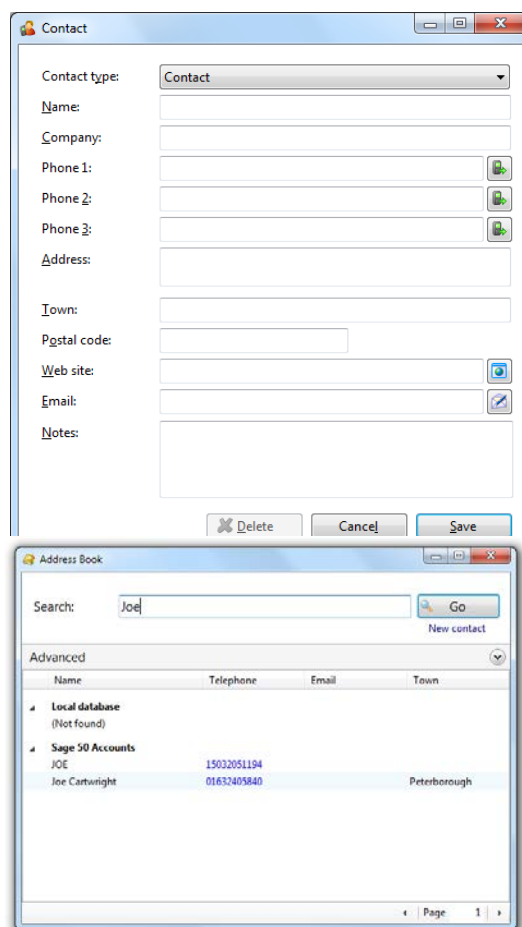 Contact
Contact type: Contact
Name:
Company:
Phone 1:
Phone 2:
Phone 3:
Address:
Town:
Postal code:
Web site:
Email:
Notes:
Delete Cancel Save
Address Book
Search: Joe Go
New contact
Advanced
Name Telephone Email Town
Local database
(Not found)
Sage 50 Accounts
JOE 15032051194
Joe Cartwright 01632405840 Peterborough
Page 1